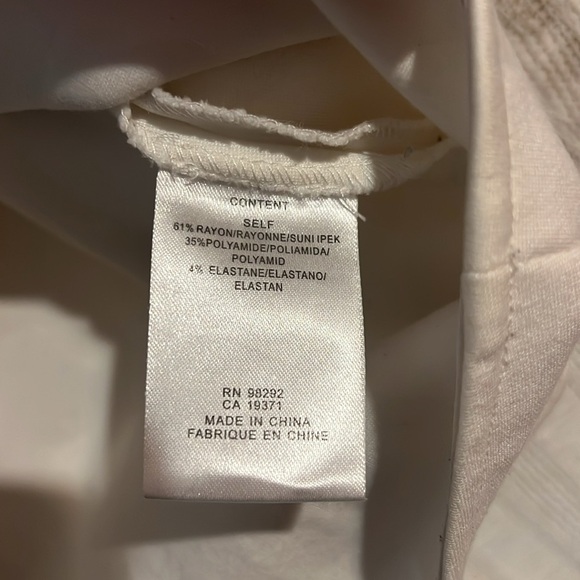 CONTENT
SELF
61% RAYON/RAYONNE/SUNI IPEK
35%POLYAMIDE/POLIAMIDA/
POLYAMID
4% ELASTANE/ELASTANO/
ELASTAN
RN 98292
CA 19371
MADE IN CHINA
FABRIQUE EN CHINE